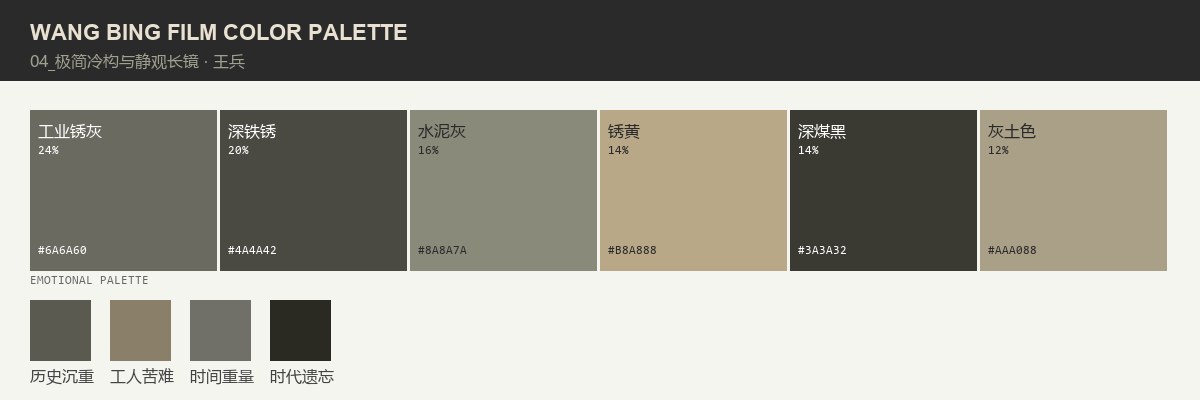 WANG BING FILM COLOR PALETTE
04_极简冷构与静观长镜 · 王兵
工业锈灰
24%
#6A6A60
深铁锈
20%
#4A4A42
水泥灰
16%
#8A8A7A
锈黄
14%
#B8A888
深煤黑
14%
#3A3A32
灰土色
12%
#AAA088
EMOTIONAL PALETTE
历史沉重
工人苦难
时间重量
时代遗忘